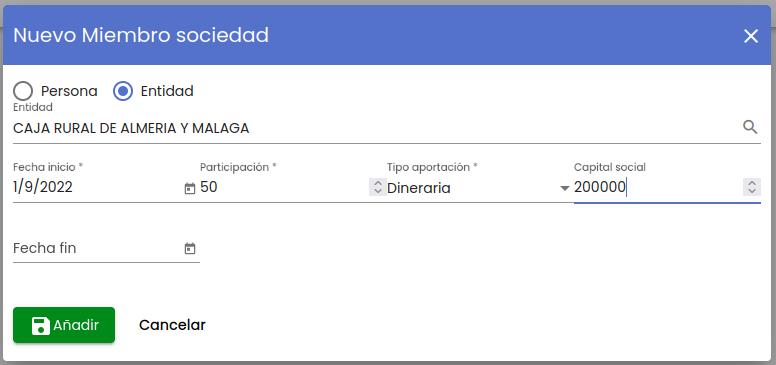 Nuevo Miembro sociedad
Persona Entidad
Entidad
CAJA RURAL DE ALMERIA Y MALAGA
Fecha inicio * Participación * Tipo aportación * Capital social
1/9/2022 50 Dineraria 200000
Fecha fin
Añadir Cancelar